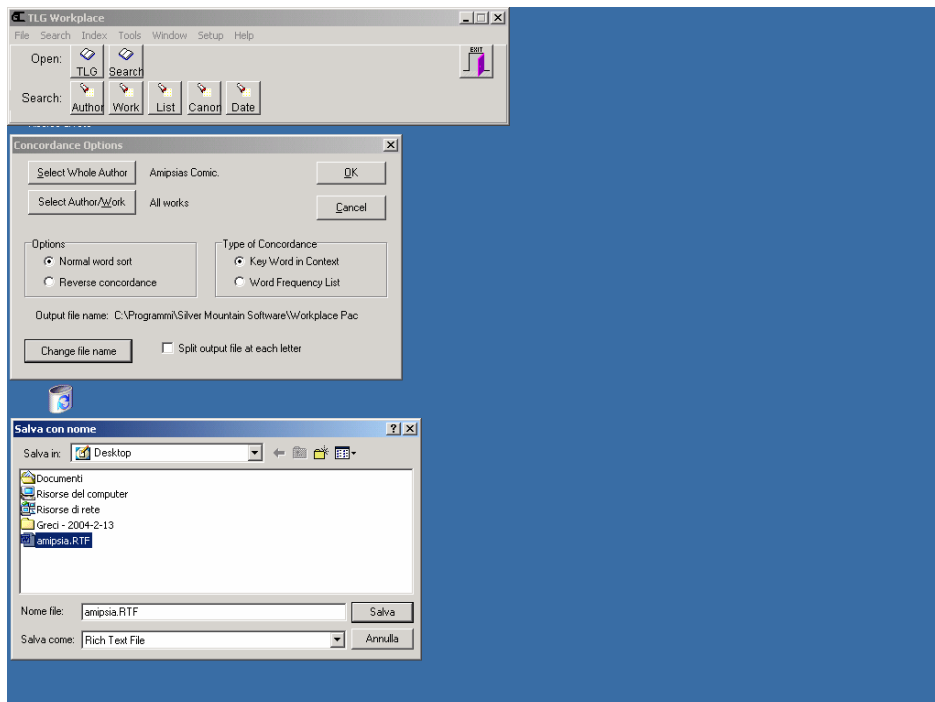 TLG Workplace
File Search Index Tools Window Setup Help
Open: TLG Search
EXIT
Search: Author Work List Canon Date
Concordance Options
Select Whole Author Amipsias Comic. OK
Select Author/Work All works Cancel
Options Type of Concordance
Normal word sort Key Word in Context
Reverse concordance Word Frequency List
Output file name: C:\Programmi\Silver Mountain Software\Workplace Pac
Change file name Split output file at each letter
Salva con nome
Salva in: Desktop
Documenti
Risorse del computer
Risorse di rete
Greci - 2004-2-13
amipsia.RTF
Nome file: amipsia.RTF Salva
Salva come: Rich Text File Annulla